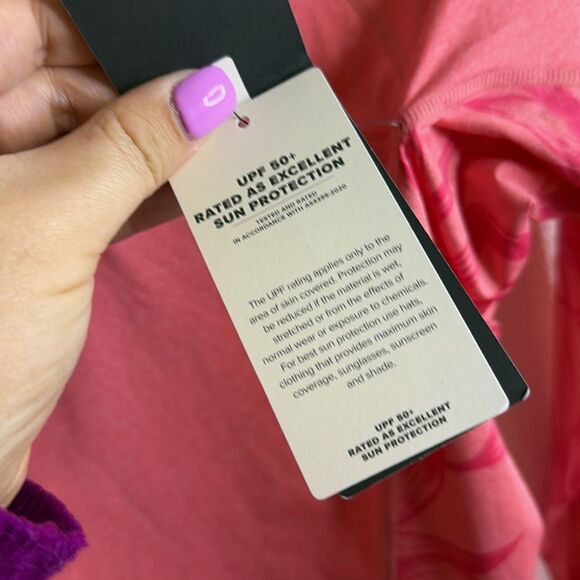 UPF 50+
RATED AS EXCELLENT
SUN PROTECTION
TESTED AND RATED
IN ACCORDANCE WITH AS4399:2020
The UPF rating applies only to the
area of skin covered. Protection may
be reduced if the material is wet,
stretched or from the effects of
normal wear or exposure to chemicals.
For best sun protection use hats,
clothing that provides maximum skin
coverage, sunglasses, sunscreen
and shade.
UPF 50+
RATED AS EXCELLENT
SUN PROTECTION